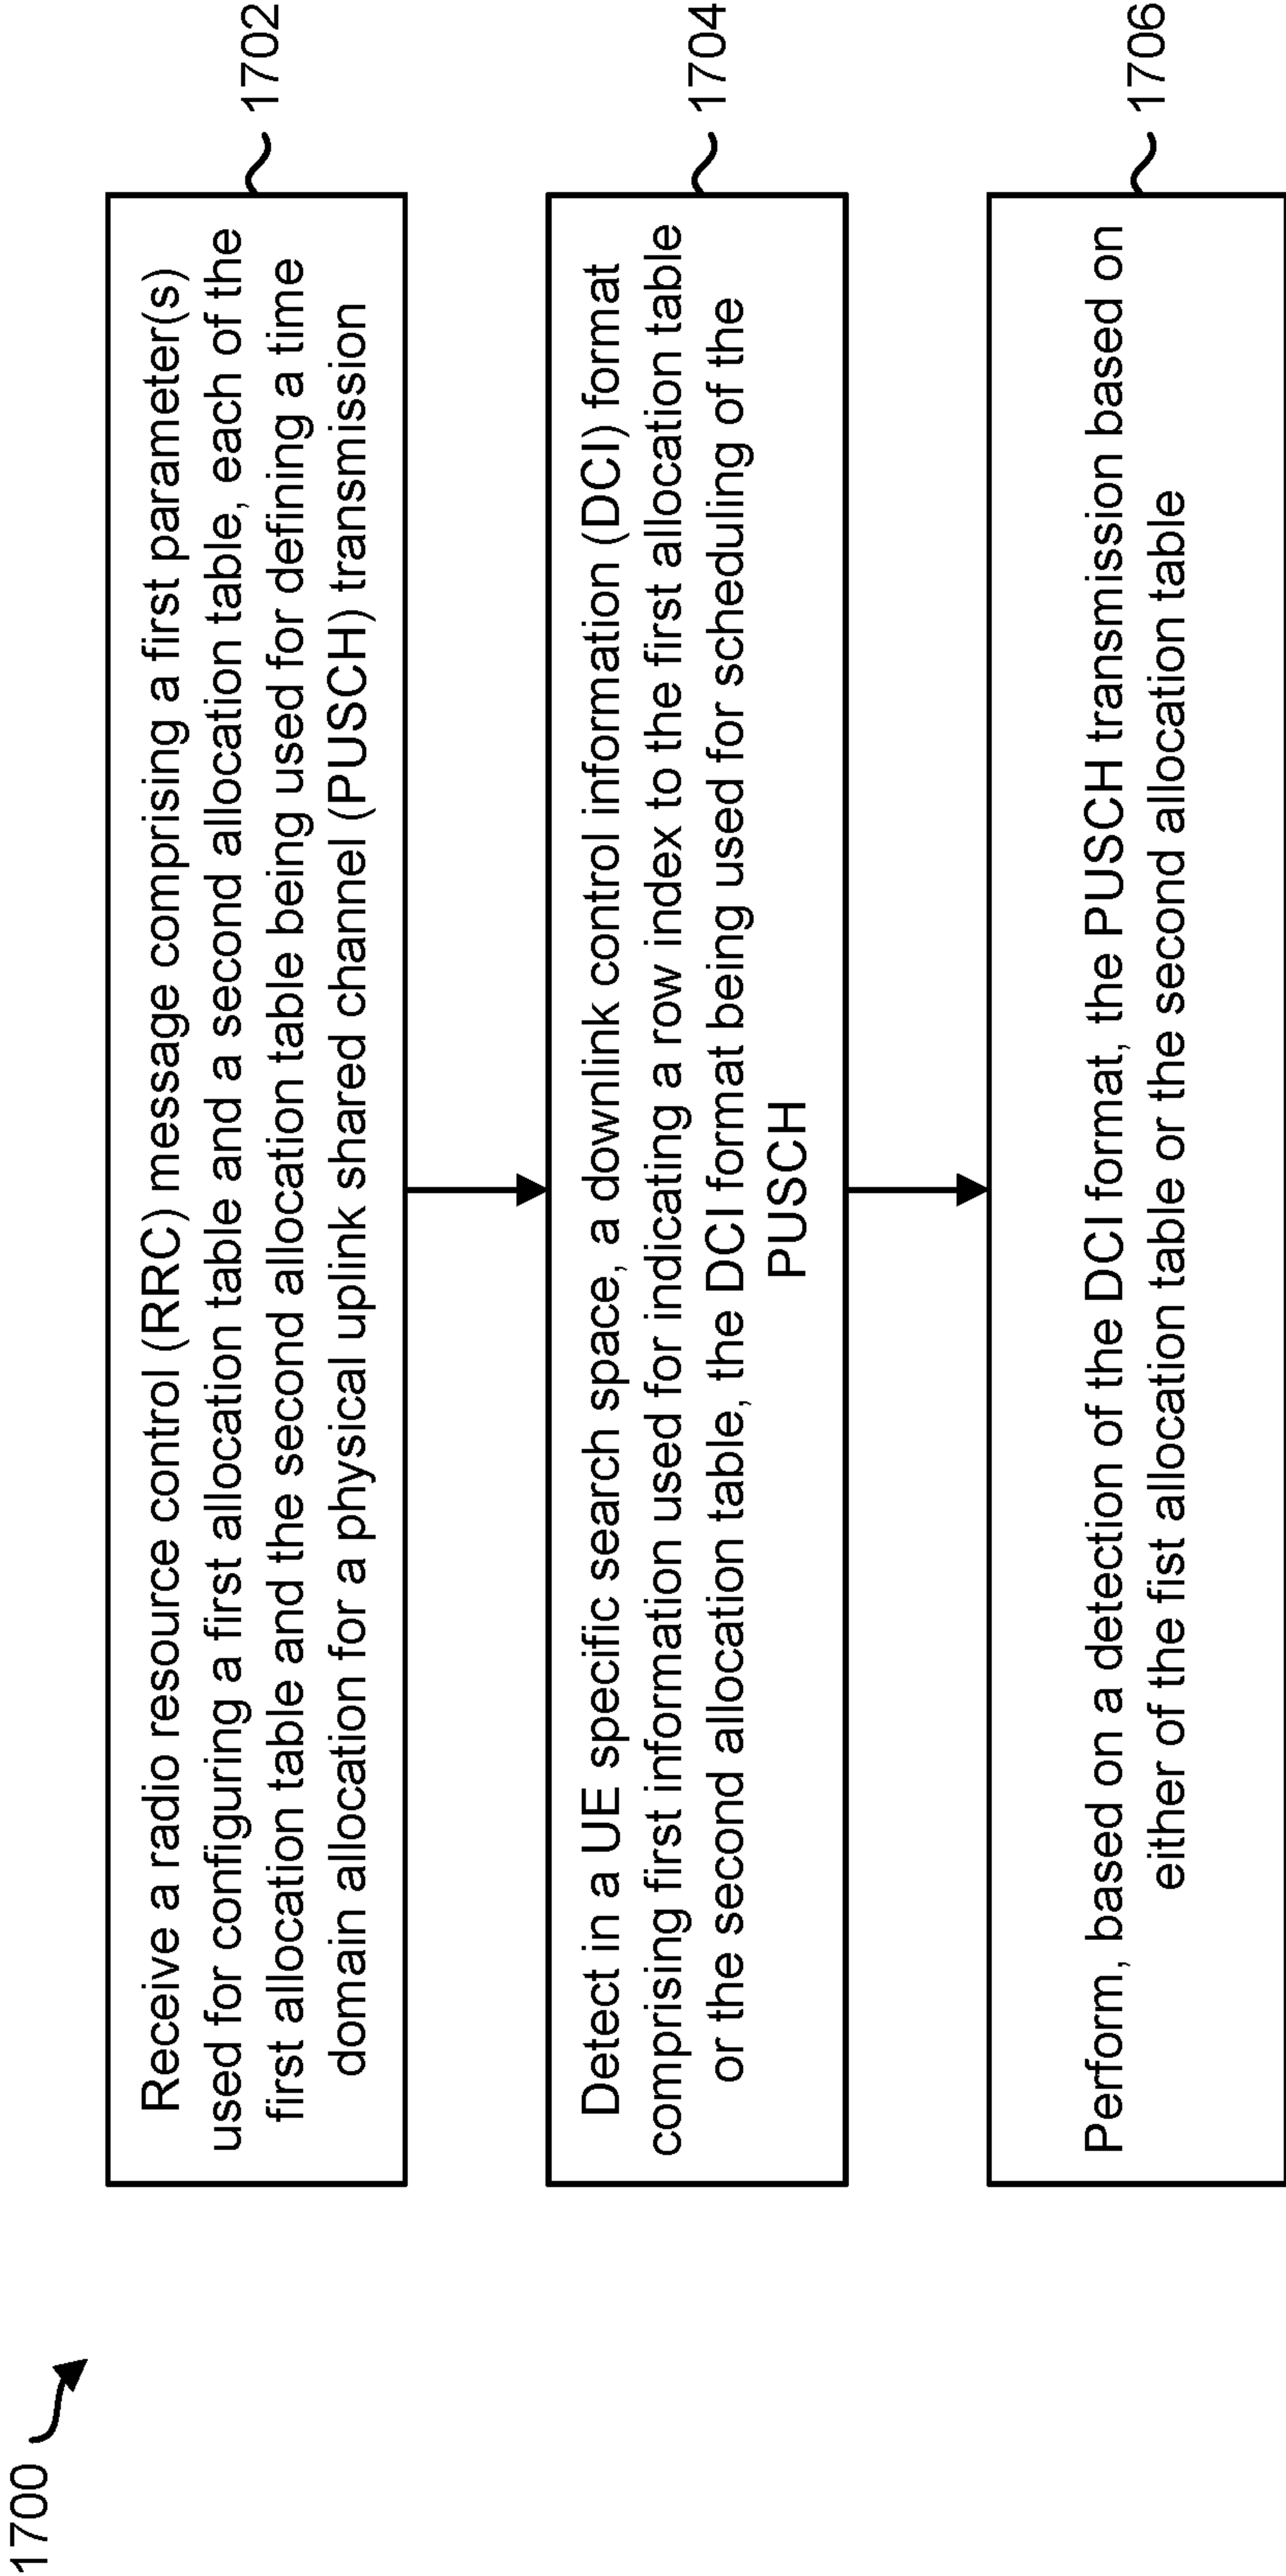 1700
Receive a radio resource control (RRC) message comprising a first parameter(s)
used for configuring a first allocation table and a second allocation table, each of the
first allocation table and the second allocation table being used for defining a time
domain allocation for a physical uplink shared channel (PUSCH) transmission
1702
Detect in a UE specific search space, a downlink control information (DCI) format
comprising first information used for indicating a row index to the first allocation table
or the second allocation table, the DCI format being used for scheduling of the
PUSCH
1704
Perform, based on a detection of the DCI format, the PUSCH transmission based on
either of the fist allocation table or the second allocation table
1706